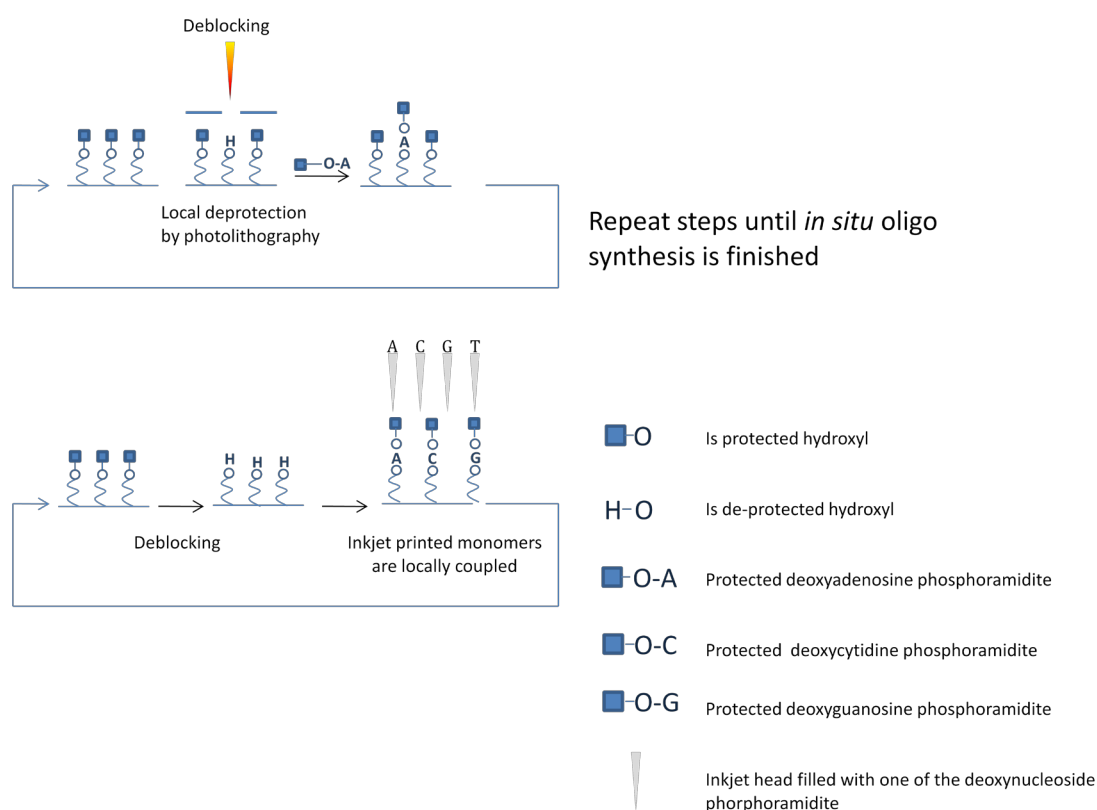 Deblocking
H
A
O-A
Local deprotection
by photolithography
Repeat steps until in situ oligo
synthesis is finished
A C G T
H H H
A C G
Deblocking
Inkjet printed monomers
are locally coupled
O Is protected hydroxyl
H-O Is de-protected hydroxyl
O-A Protected deoxyadenosine phosphoramidite
O-C Protected deoxycytidine phosphoramidite
O-G Protected deoxyguanosine phosphoramidite
Inkjet head filled with one of the deoxynucleoside
phorphoramidite